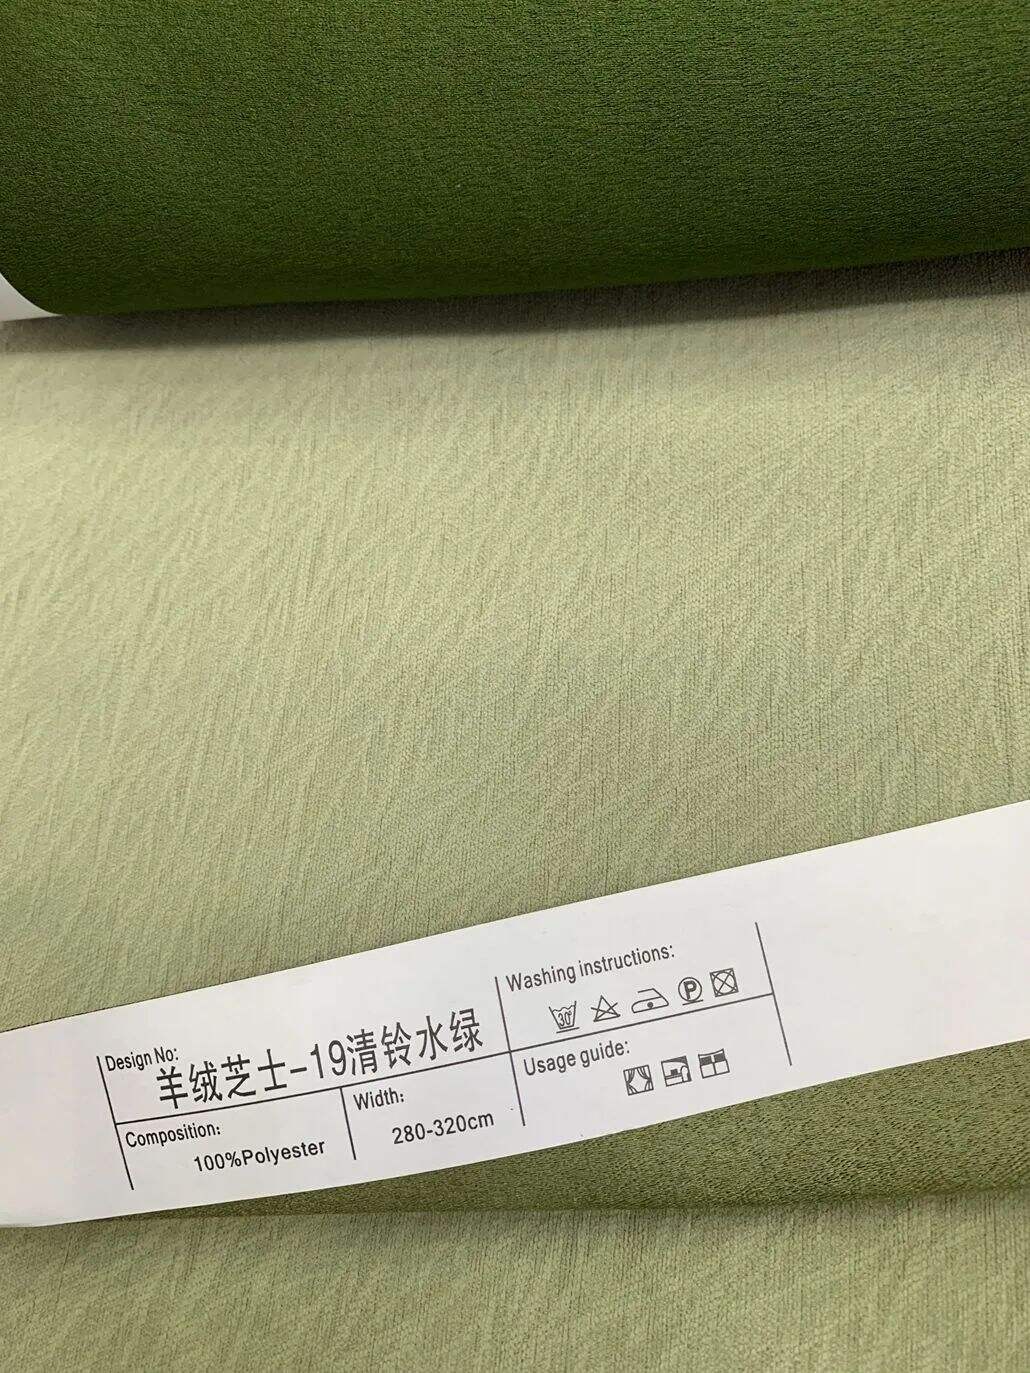 Design No:
羊绒芝士-19清铃水绿
Composition:
100%Polyester
Width:
280-320cm
Washing instructions:
30°
P
Usage guide: